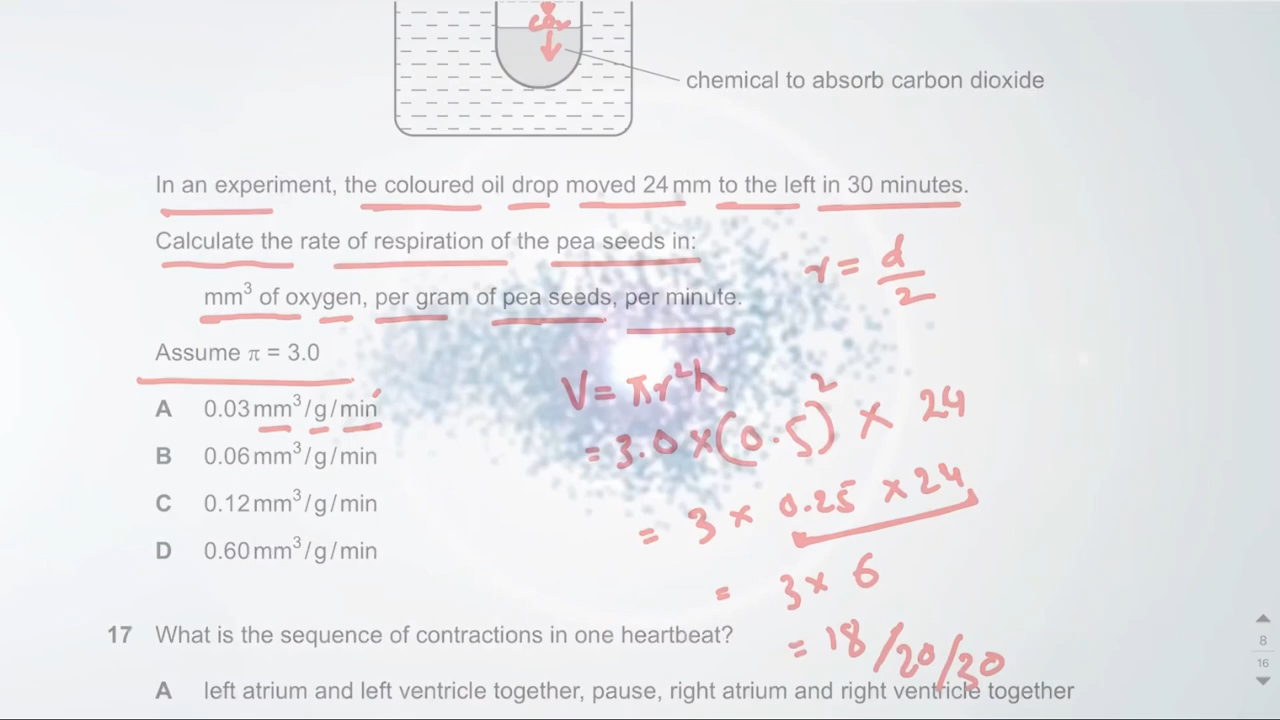 CO₂
chemical to absorb carbon dioxide
In an experiment, the coloured oil drop moved 24 mm to the left in 30 minutes.
Calculate the rate of respiration of the pea seeds in:
r = d/2
mm³ of oxygen, per gram of pea seeds, per minute.
Assume π = 3.0
V = πr²h
A 0.03 mm³/g/min
= 3.0 × (0.5)² × 24
B 0.06 mm³/g/min
C 0.12 mm³/g/min
= 3 × 0.25 × 24
D 0.60 mm³/g/min
= 3 × 6
17 What is the sequence of contractions in one heartbeat?
= 18/20/30
A left atrium and left ventricle together, pause, right atrium and right ventricle together
8
16